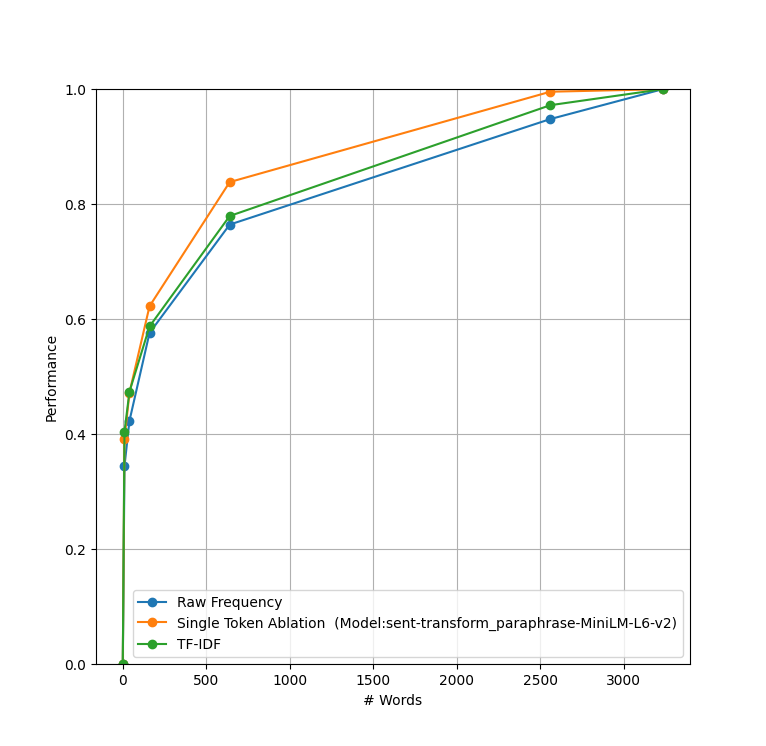 1.0
0.8
0.6
0.4
0.2
0.0
Performance
Raw Frequency
Single Token Ablation  (Model:sent-transform_paraphrase-MiniLM-L6-v2)
TF-IDF
0 500 1000 1500 2000 2500 3000
# Words